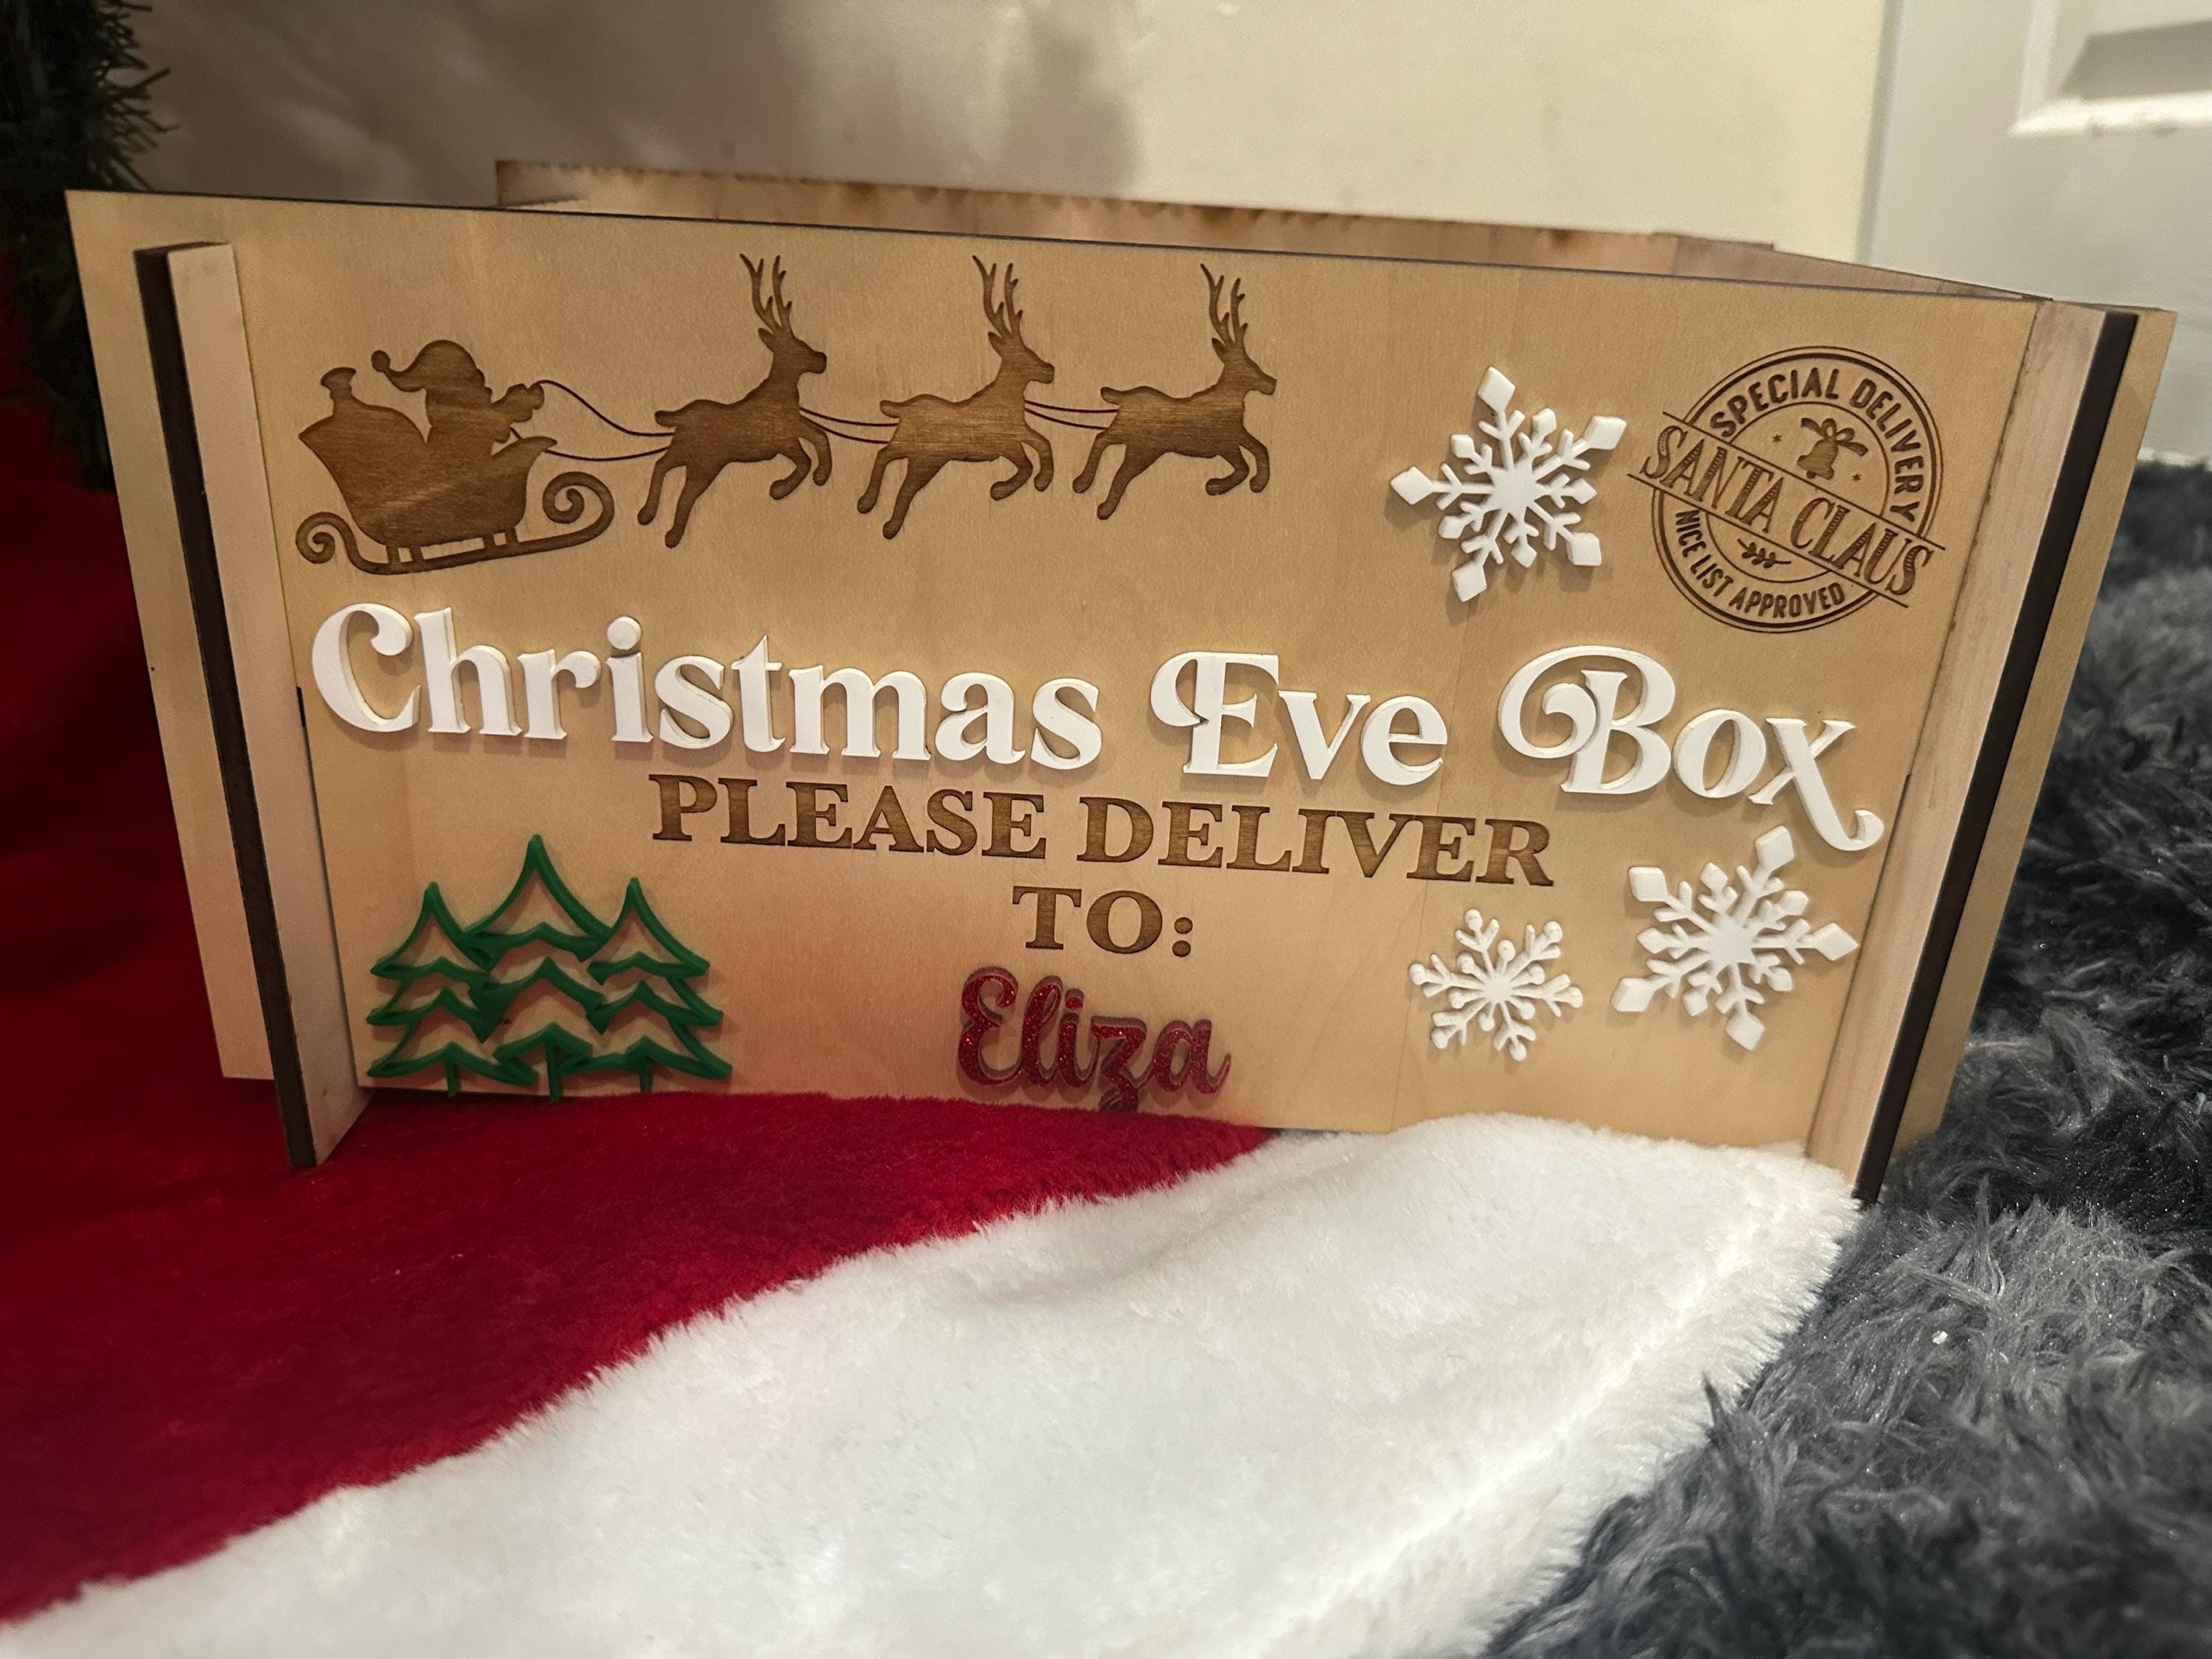 SPECIAL DELIVERY
SANTA CLAUS
NICE LIST APPROVED
Christmas Eve Box
PLEASE DELIVER
TO:
Eliza